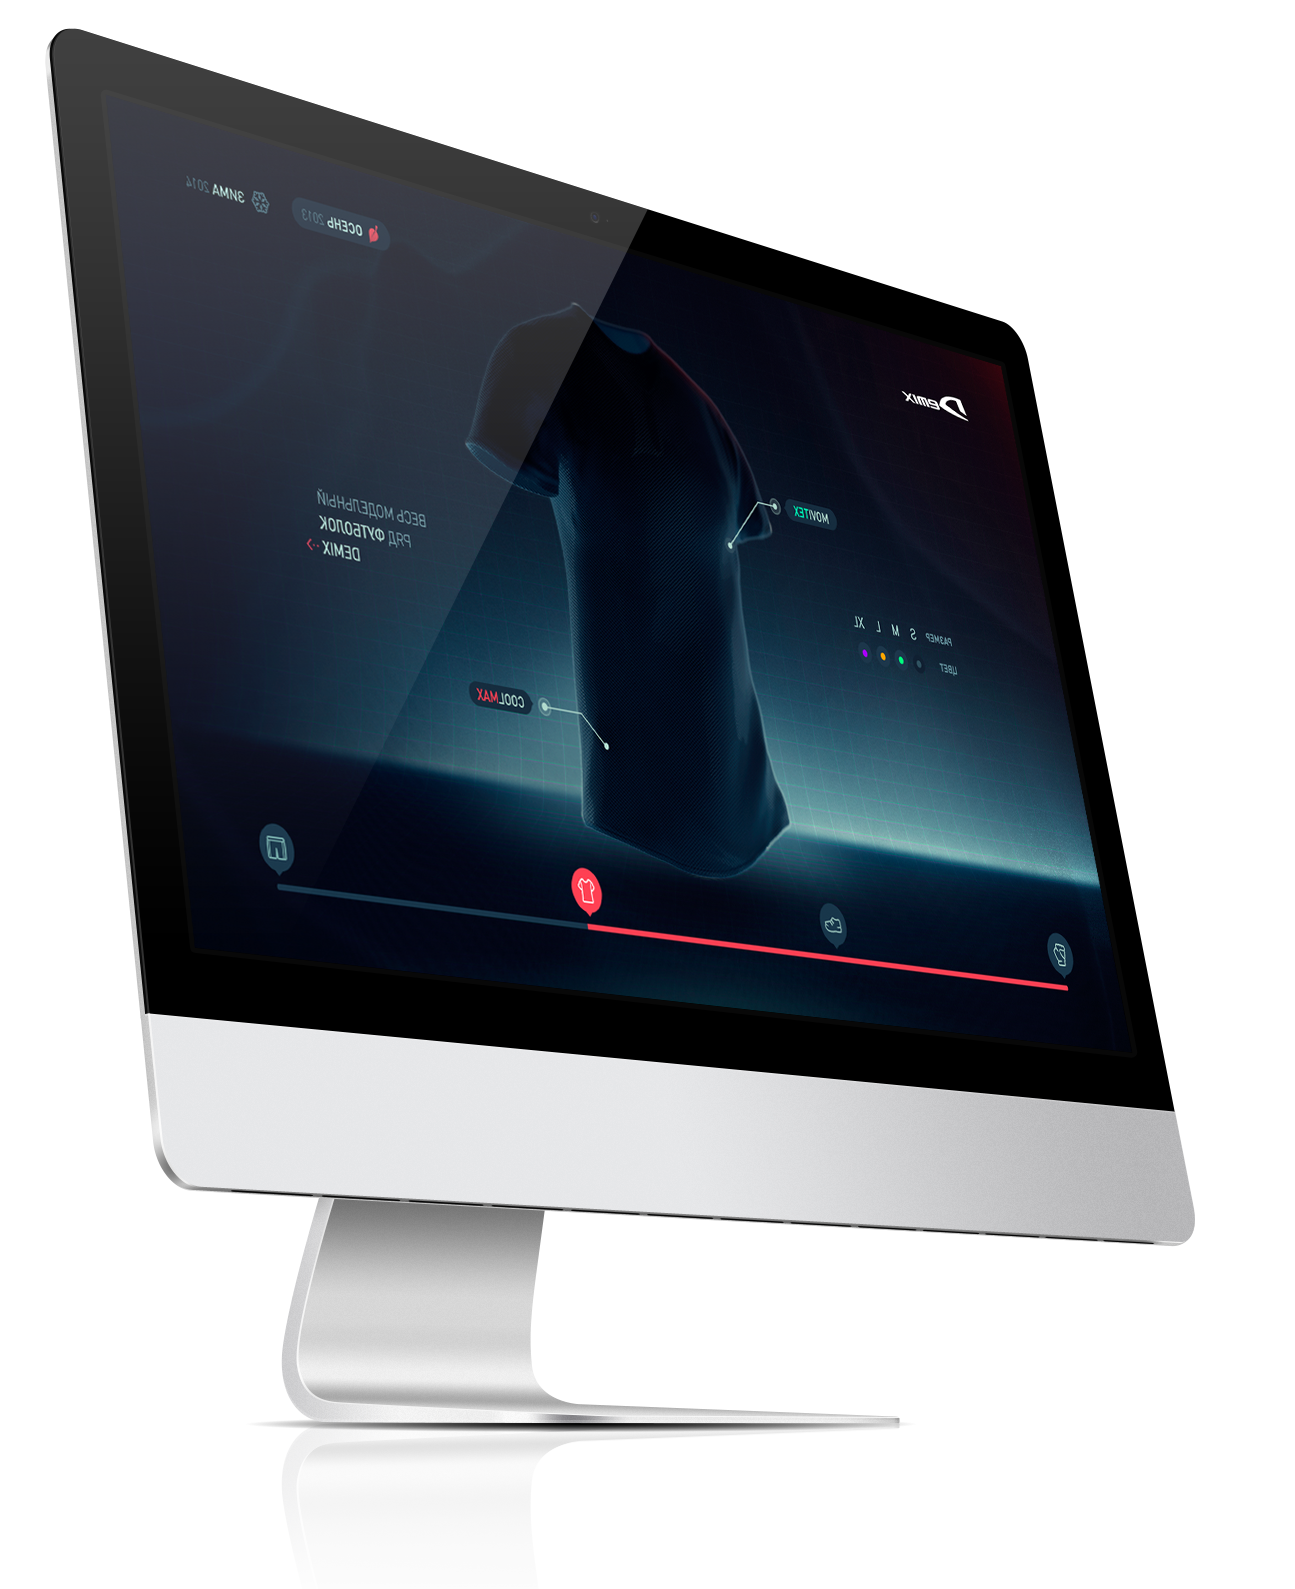 DEMIX
ОСЕНЬ 2013
ЗИМА 2014
ВЕСЬ МОДЕЛЬНЫЙ
РЯД ФУТБОЛОК
DEMIX
MOVITEX
РАЗМЕР S M L XL
ЦВЕТ
COOLMAX